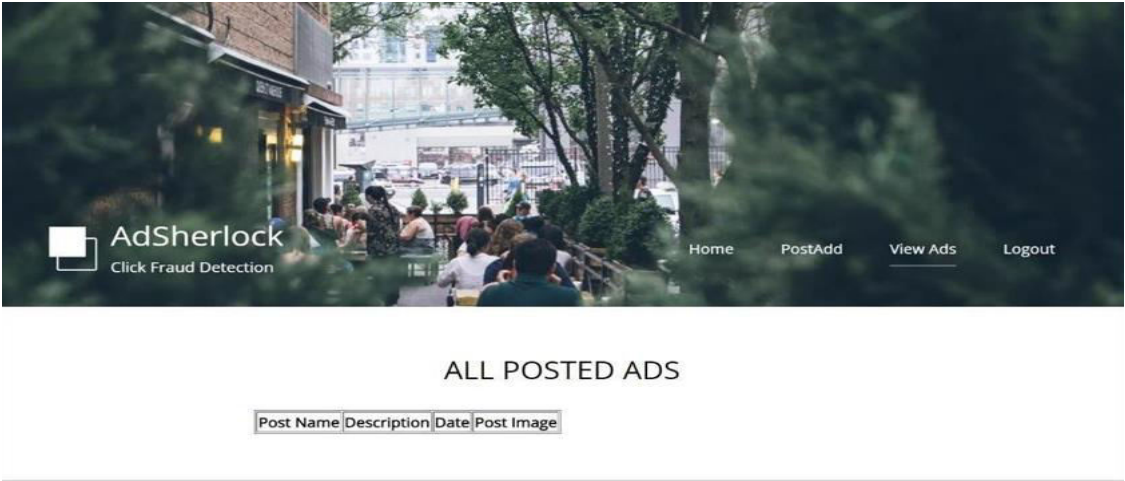 AdSherlock
Click Fraud Detection
Home PostAdd View Ads Logout
ALL POSTED ADS
Post Name Description Date Post Image